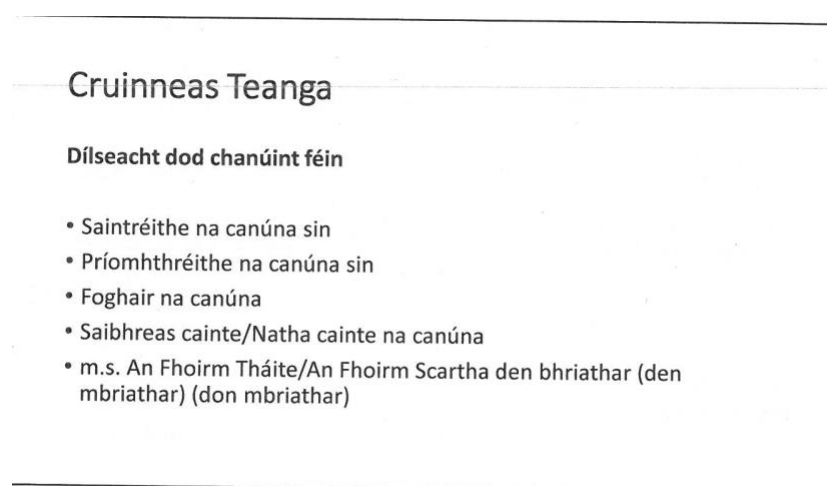 Cruinneas Teanga
Dílseacht dod chanúint féin
• Saintréithe na canúna sin
• Príomhthréithe na canúna sin
• Foghair na canúna
• Saibhreas cainte/Natha cainte na canúna
• m.s. An Fhoirm Tháite/An Fhoirm Scartha den bhriathar (den
mbriathar) (don mbriathar)